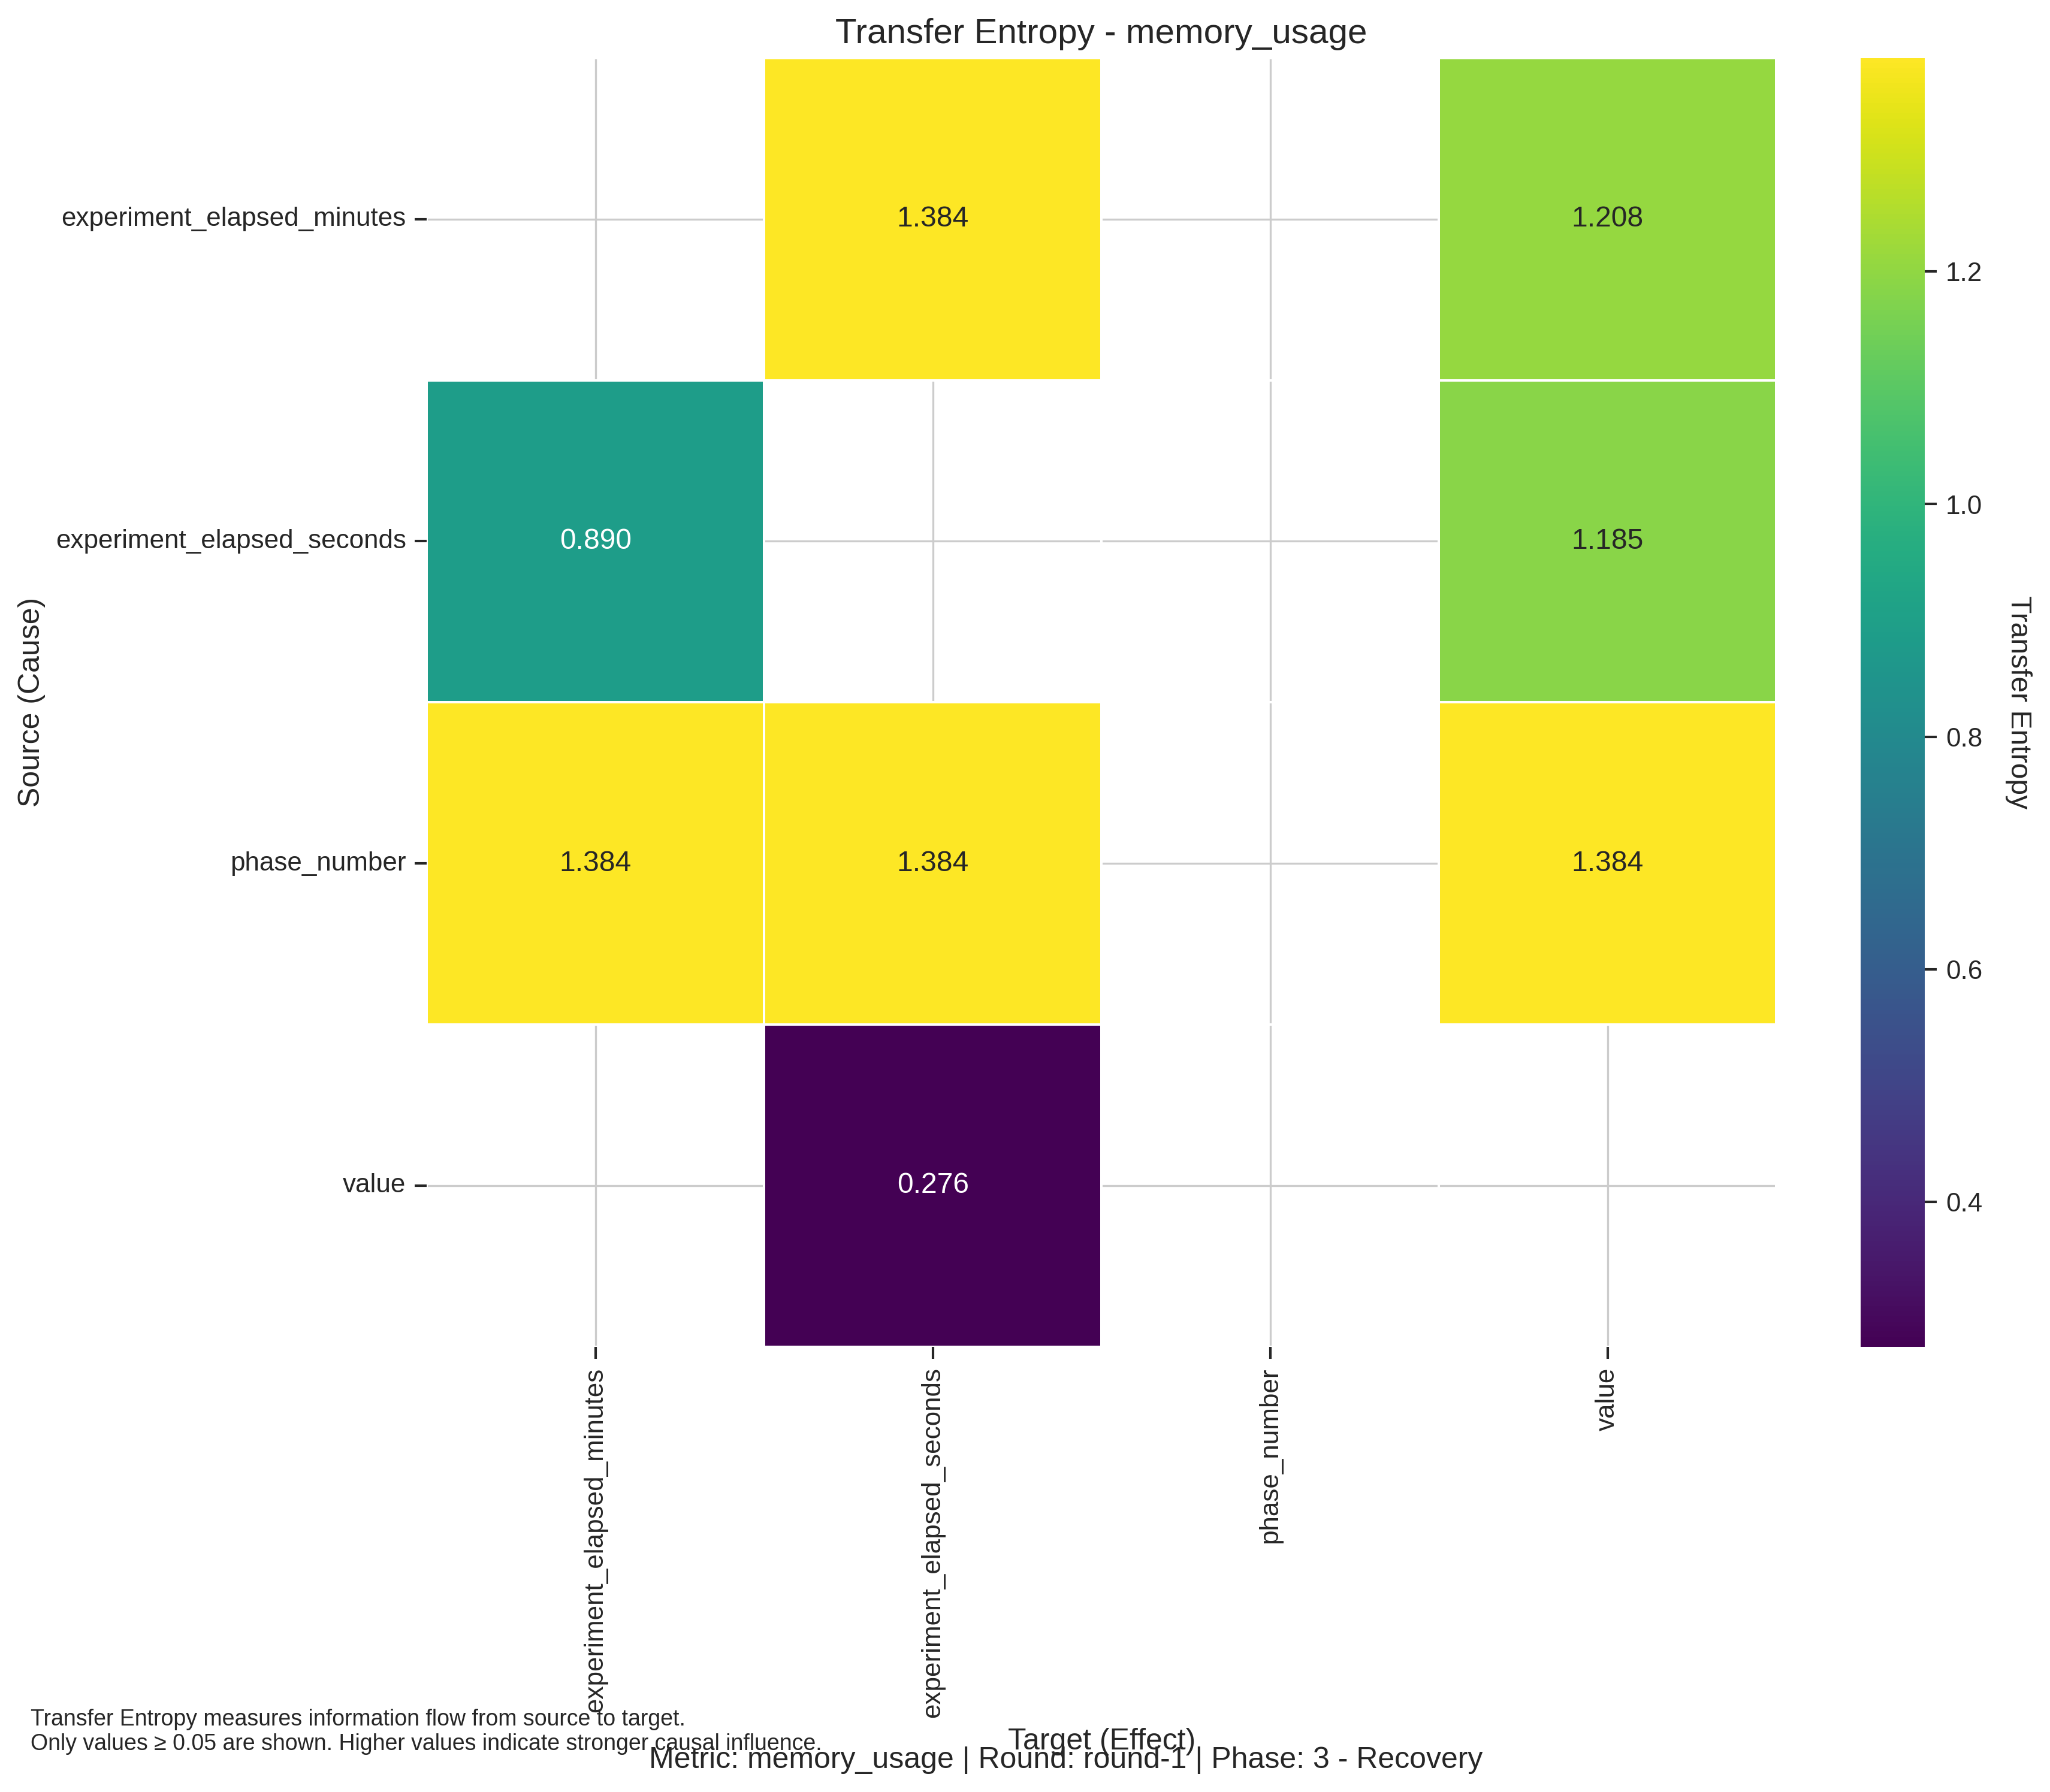 Transfer Entropy - memory_usage
experiment_elapsed_minutes
1.384
1.208
experiment_elapsed_seconds
0.890
1.185
phase_number
1.384
1.384
1.384
value
0.276
Source (Cause)
1.2
1.0
0.8
0.6
0.4
Transfer Entropy
experiment_elapsed_minutes
experiment_elapsed_seconds
phase_number
value
Target (Effect)
Transfer Entropy measures information flow from source to target.
Only values ≥ 0.05 are shown. Higher values indicate stronger causal influence.
Metric: memory_usage | Round: round-1 | Phase: 3 - Recovery